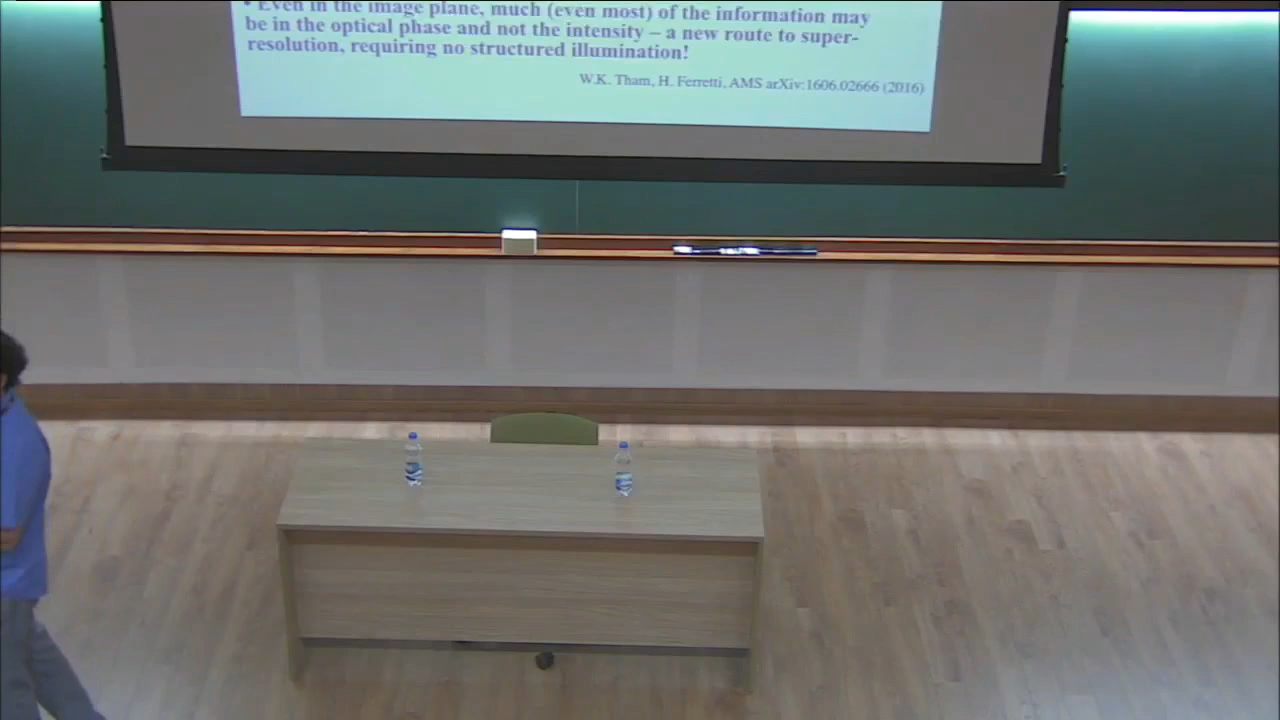 • Even in the image plane, much (even most) of the information may
be in the optical phase and not the intensity – a new route to super-
resolution, requiring no structured illumination!
W.K. Tham, H. Ferretti, AMS arXiv:1606.02666 (2016)